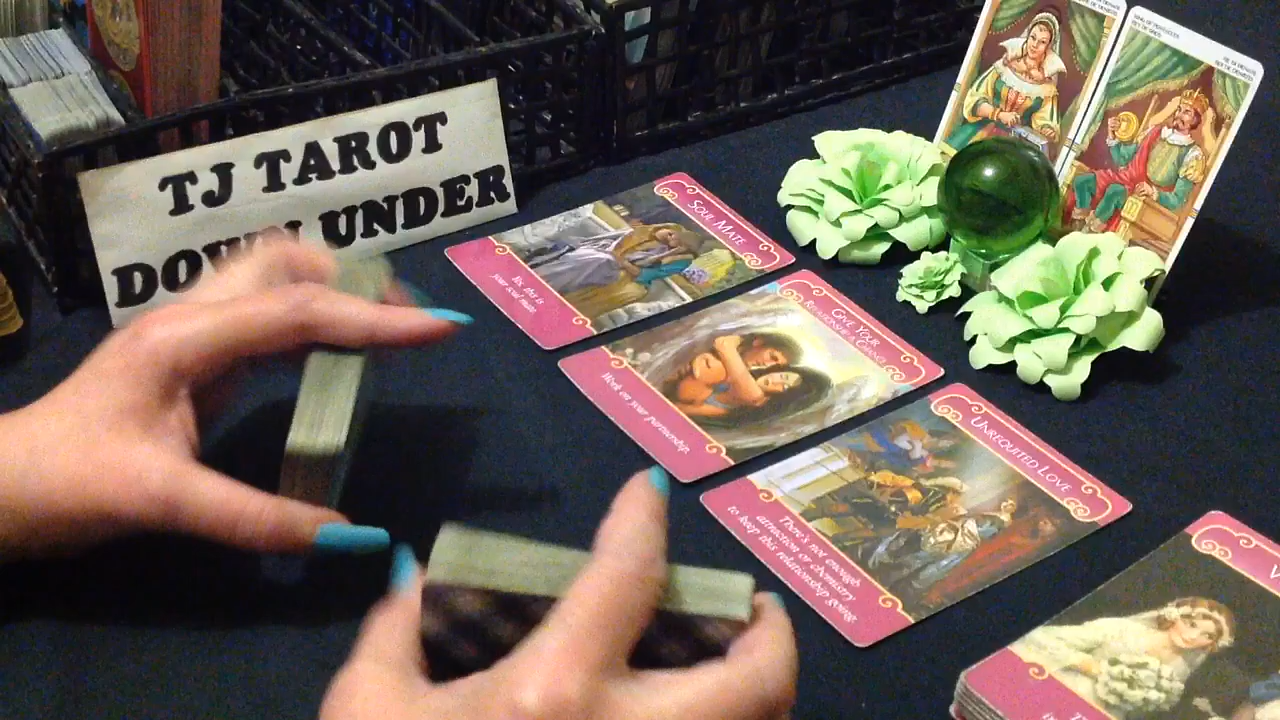 TJ TAROT
DOWN UNDER
SOUL MATE
Yes, this is
your soul mate.
GIVE YOUR
RELATIONSHIP A CHANCE
Work on your partnership.
UNREQUITED LOVE
There's not enough
attraction or chemistry
to keep this relationship going.